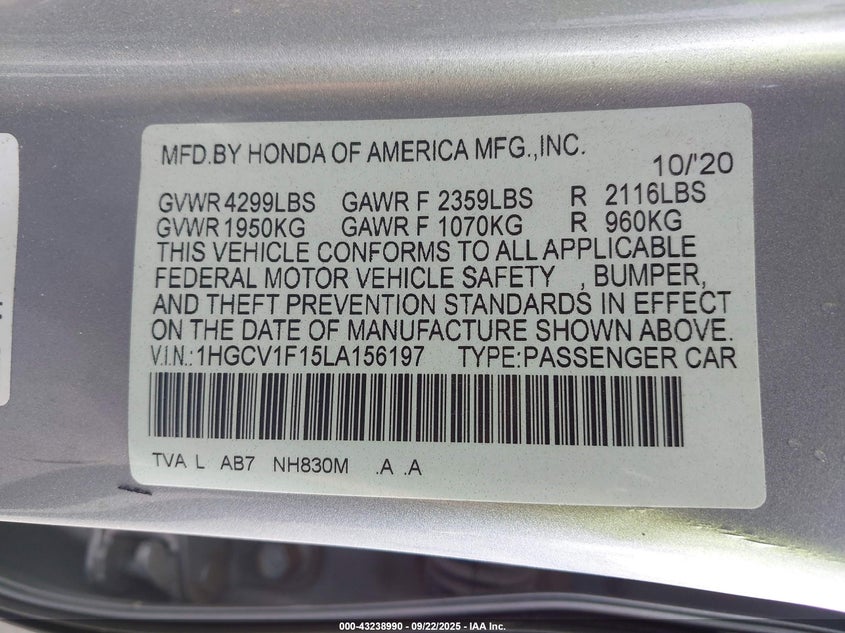 MFD.BY HONDA OF AMERICA MFG.,INC.
10/'20
GVWR 4299LBS GAWR F 2359LBS R 2116LBS
GVWR 1950KG GAWR F 1070KG R 960KG
THIS VEHICLE CONFORMS TO ALL APPLICABLE
FEDERAL MOTOR VEHICLE SAFETY , BUMPER,
AND THEFT PREVENTION STANDARDS IN EFFECT
ON THE DATE OF MANUFACTURE SHOWN ABOVE.
V.I.N.:1HGCV1F15LA156197 TYPE:PASSENGER CAR
TVA L AB7 NH830M .A .A
000-43238990 - 09/22/2025 - IAA Inc.